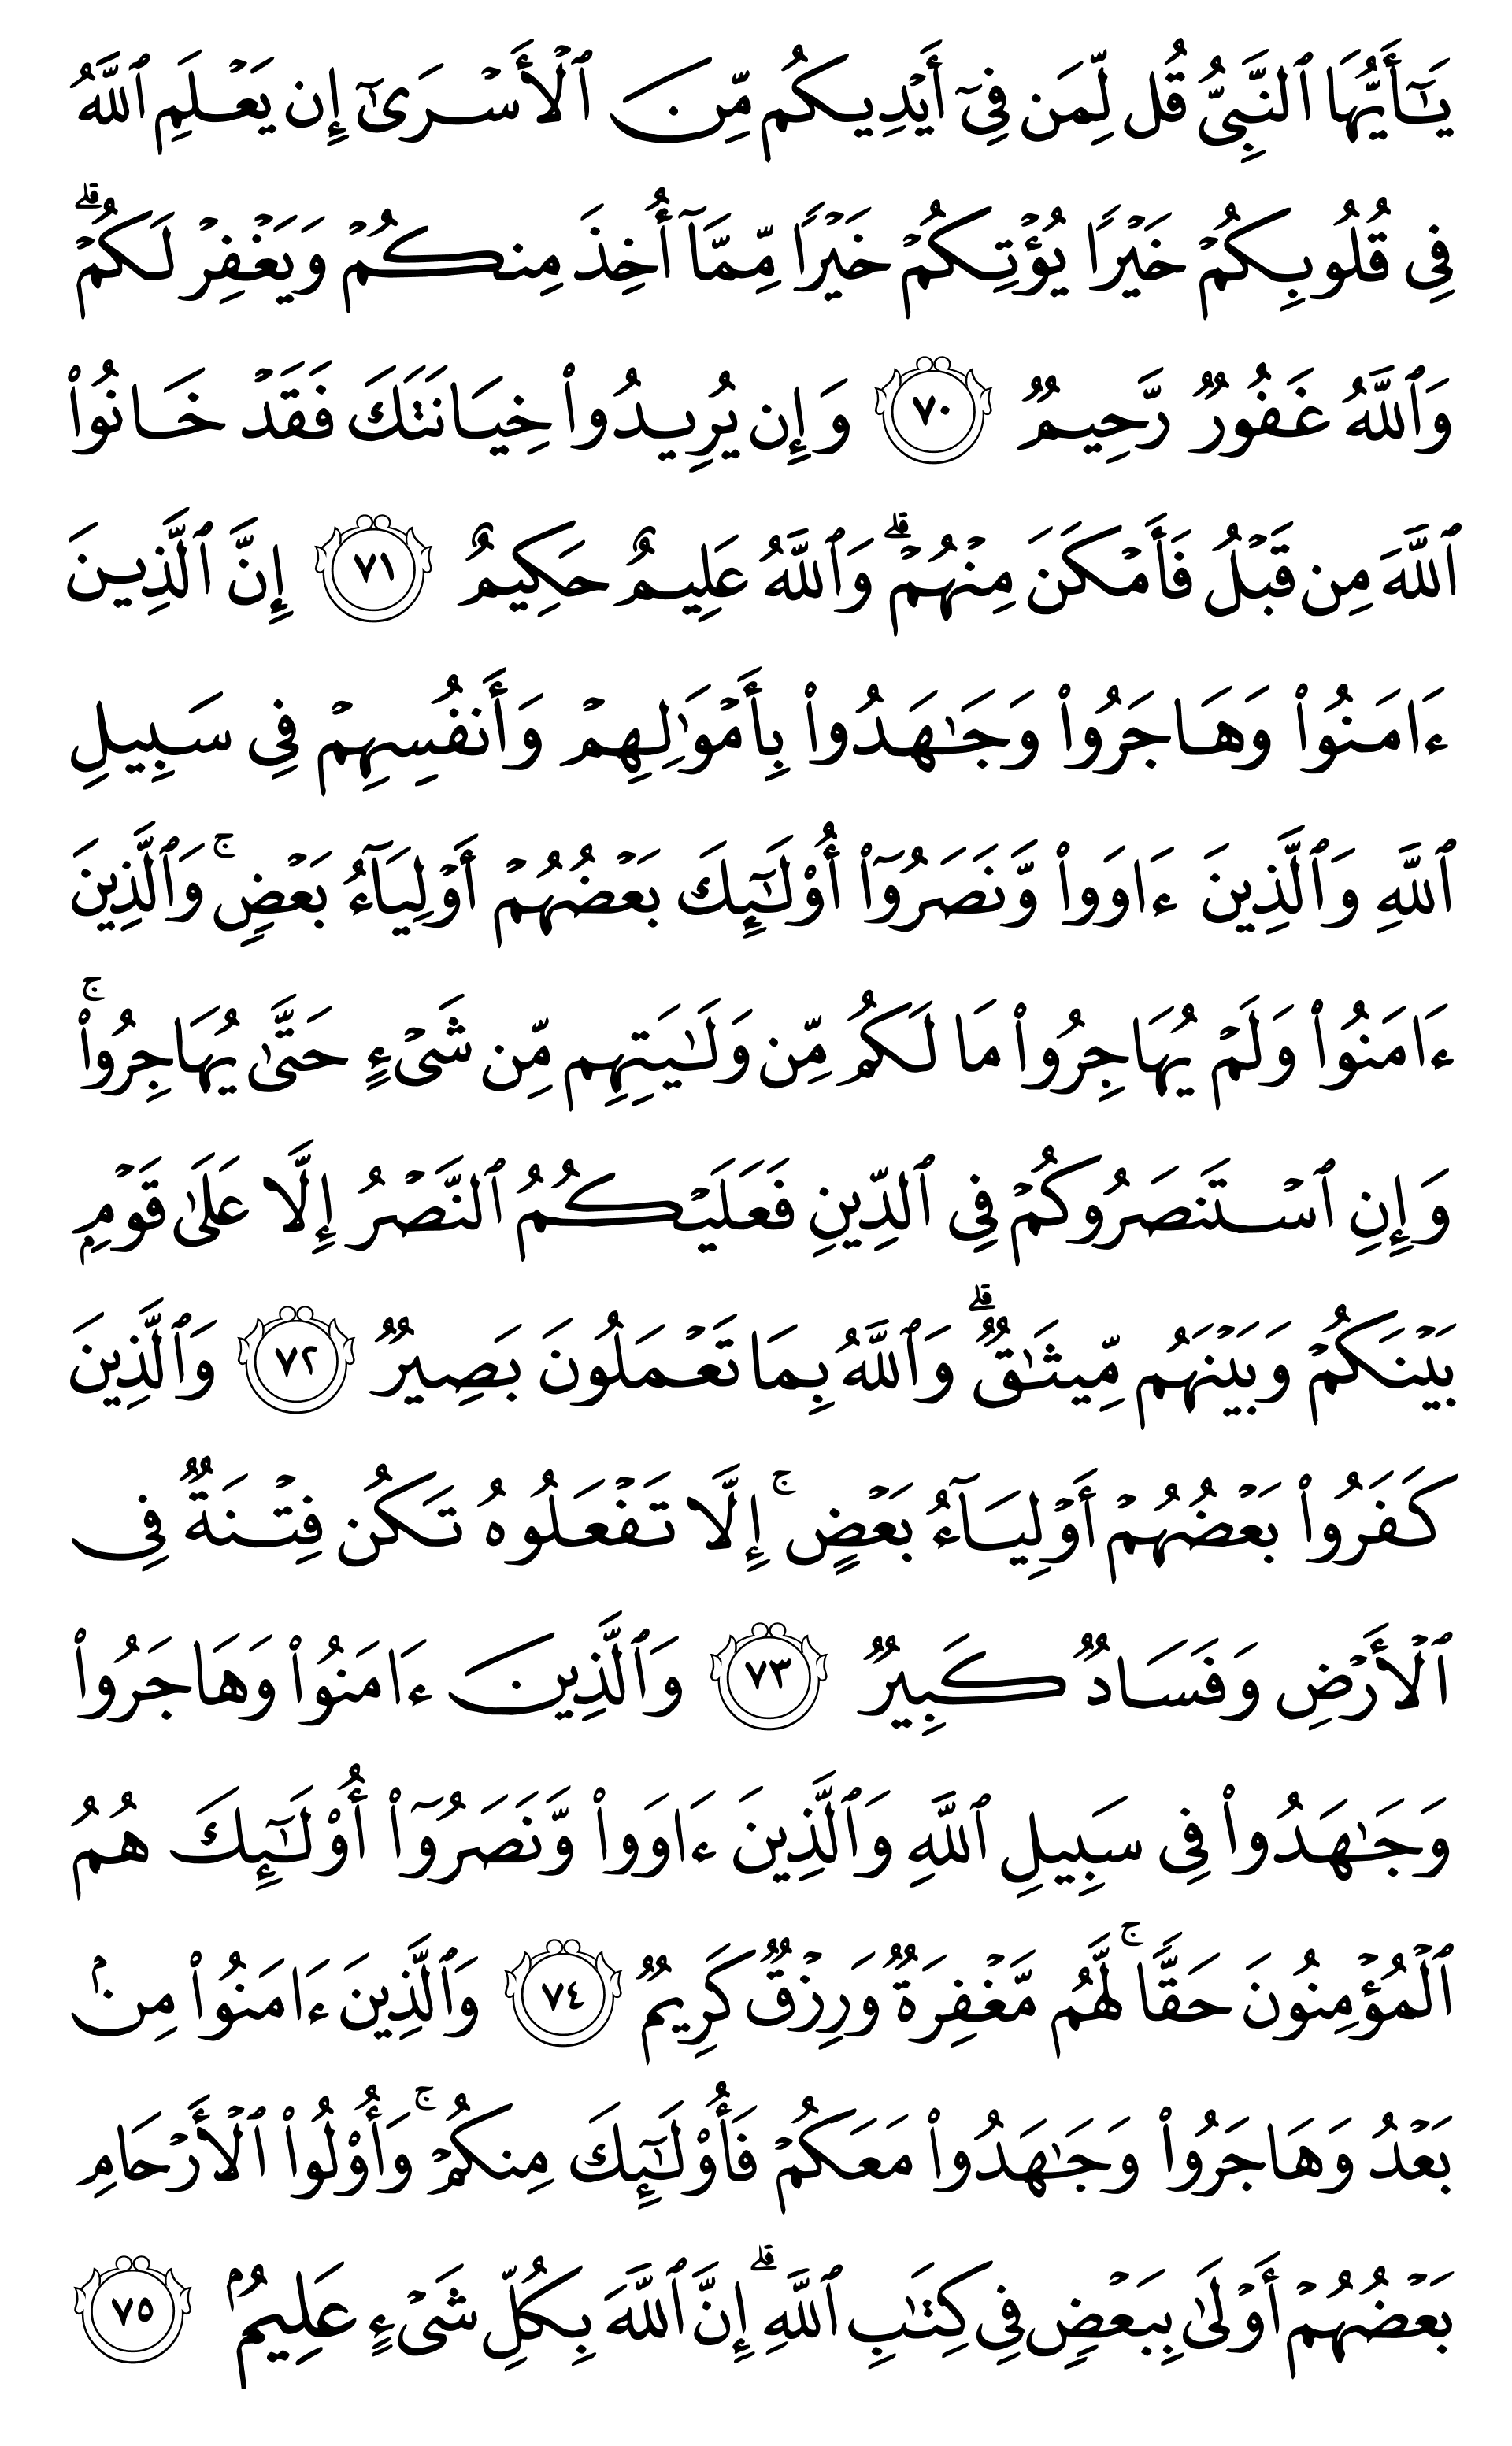 يَٰٓأَيُّهَا ٱلنَّبِىُّ قُل لِّمَن فِىٓ أَيْدِيكُم مِّنَ ٱلْأَسْرَىٰٓ إِن يَعْلَمِ ٱللَّهُ
فِى قُلُوبِكُمْ خَيْرًا يُؤْتِكُمْ خَيْرًا مِّمَّآ أُخِذَ مِنكُمْ وَيَغْفِرْ لَكُمْ ۗ
وَٱللَّهُ غَفُورٌ رَّحِيمٌ ٧٠ وَإِن يُرِيدُوا۟ خِيَانَتَكَ فَقَدْ خَانُوا۟
ٱللَّهَ مِن قَبْلُ فَأَمْكَنَ مِنْهُمْ ۗ وَٱللَّهُ عَلِيمٌ حَكِيمٌ ٧١ إِنَّ ٱلَّذِينَ
ءَامَنُوا۟ وَهَاجَرُوا۟ وَجَٰهَدُوا۟ بِأَمْوَٰلِهِمْ وَأَنفُسِهِمْ فِى سَبِيلِ
ٱللَّهِ وَٱلَّذِينَ ءَاوَوا۟ وَّنَصَرُوٓا۟ أُو۟لَٰٓئِكَ بَعْضُهُمْ أَوْلِيَآءُ بَعْضٍ ۚ وَٱلَّذِينَ
ءَامَنُوا۟ وَلَمْ يُهَاجِرُوا۟ مَا لَكُم مِّن وَلَٰيَتِهِم مِّن شَىْءٍ حَتَّىٰ يُهَاجِرُوا۟ ۚ
وَإِنِ ٱسْتَنصَرُوكُمْ فِى ٱلدِّينِ فَعَلَيْكُمُ ٱلنَّصْرُ إِلَّا عَلَىٰ قَوْمٍۭ
بَيْنَكُمْ وَبَيْنَهُم مِّيثَٰقٌ ۗ وَٱللَّهُ بِمَا تَعْمَلُونَ بَصِيرٌ ٧٢ وَٱلَّذِينَ
كَفَرُوا۟ بَعْضُهُمْ أَوْلِيَآءُ بَعْضٍ ۚ إِلَّا تَفْعَلُوهُ تَكُن فِتْنَةٌ فِى
ٱلْأَرْضِ وَفَسَادٌ كَبِيرٌ ٧٣ وَٱلَّذِينَ ءَامَنُوا۟ وَهَاجَرُوا۟
وَجَٰهَدُوا۟ فِى سَبِيلِ ٱللَّهِ وَٱلَّذِينَ ءَاوَوا۟ وَّنَصَرُوٓا۟ أُو۟لَٰٓئِكَ هُمُ
ٱلْمُؤْمِنُونَ حَقًّا ۚ لَّهُم مَّغْفِرَةٌ وَرِزْقٌ كَرِيمٌ ٧٤ وَٱلَّذِينَ ءَامَنُوا۟ مِنۢ
بَعْدُ وَهَاجَرُوا۟ وَجَٰهَدُوا۟ مَعَكُمْ فَأُو۟لَٰٓئِكَ مِنكُمْ ۚ وَأُو۟لُوا۟ ٱلْأَرْحَامِ
بَعْضُهُمْ أَوْلَىٰ بِبَعْضٍ فِى كِتَٰبِ ٱللَّهِ ۗ إِنَّ ٱللَّهَ بِكُلِّ شَىْءٍ عَلِيمٌۢ ٧٥